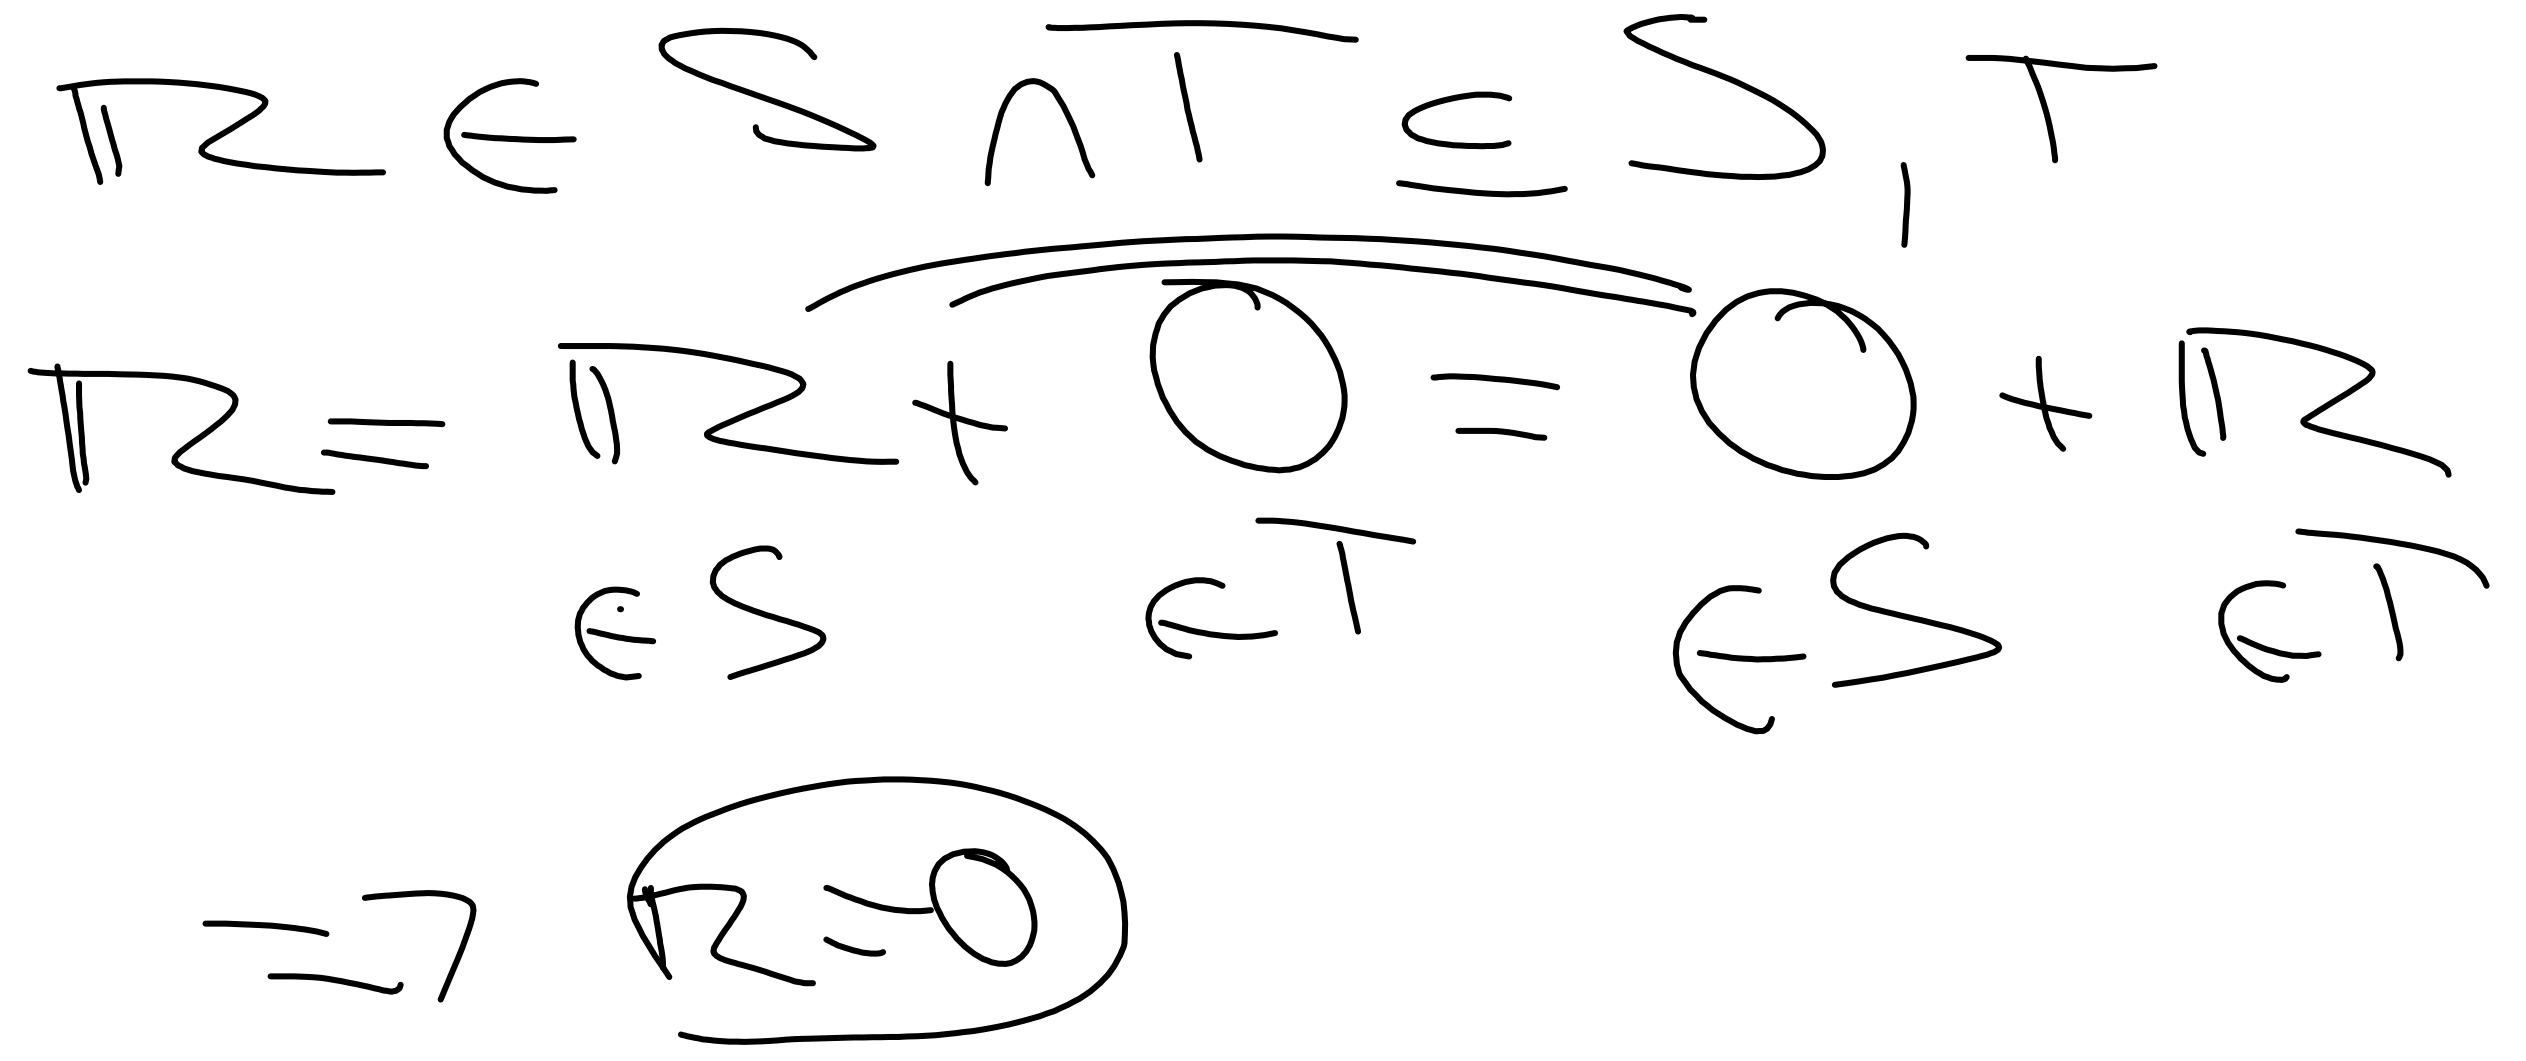 R ∈ S ∩ T ⊆ S, T
R = R + 0 = 0 + R
∈ S ∈ T ∈ S ∈ T
=> R = 0